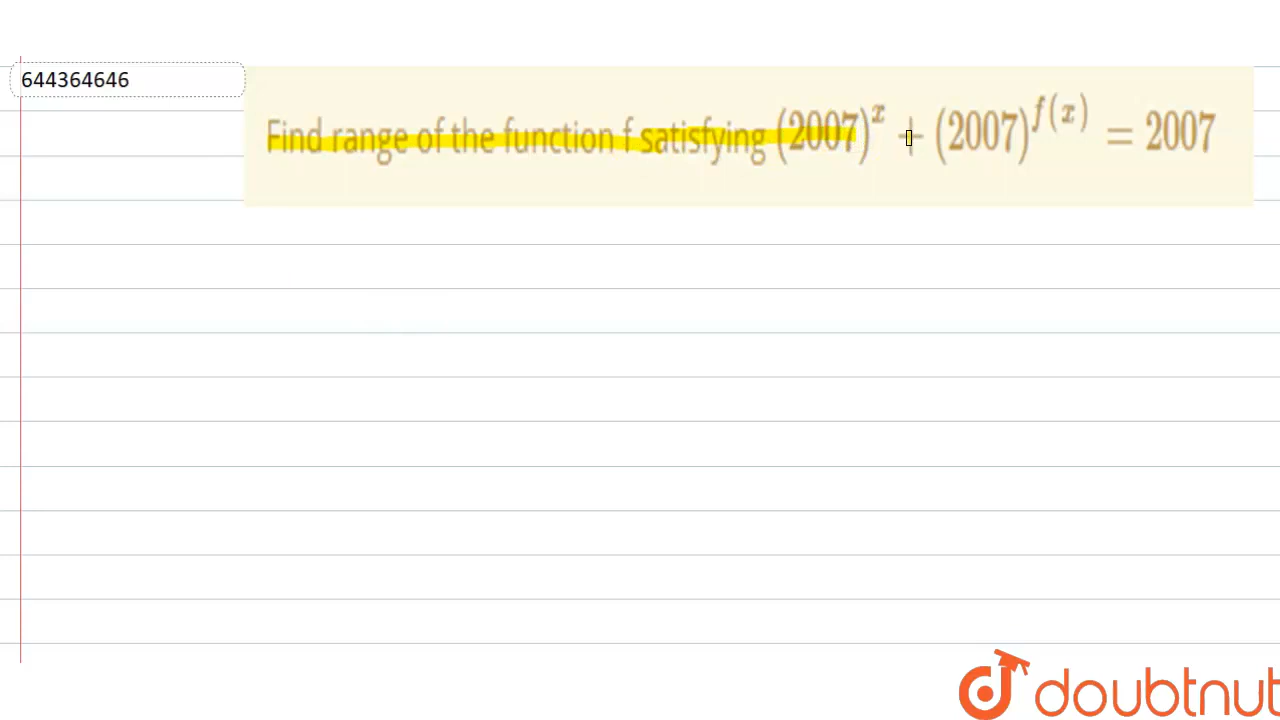 644364646
Find range of the function f satisfying (2007)^x + (2007)^{f(x)} = 2007
doubtnut